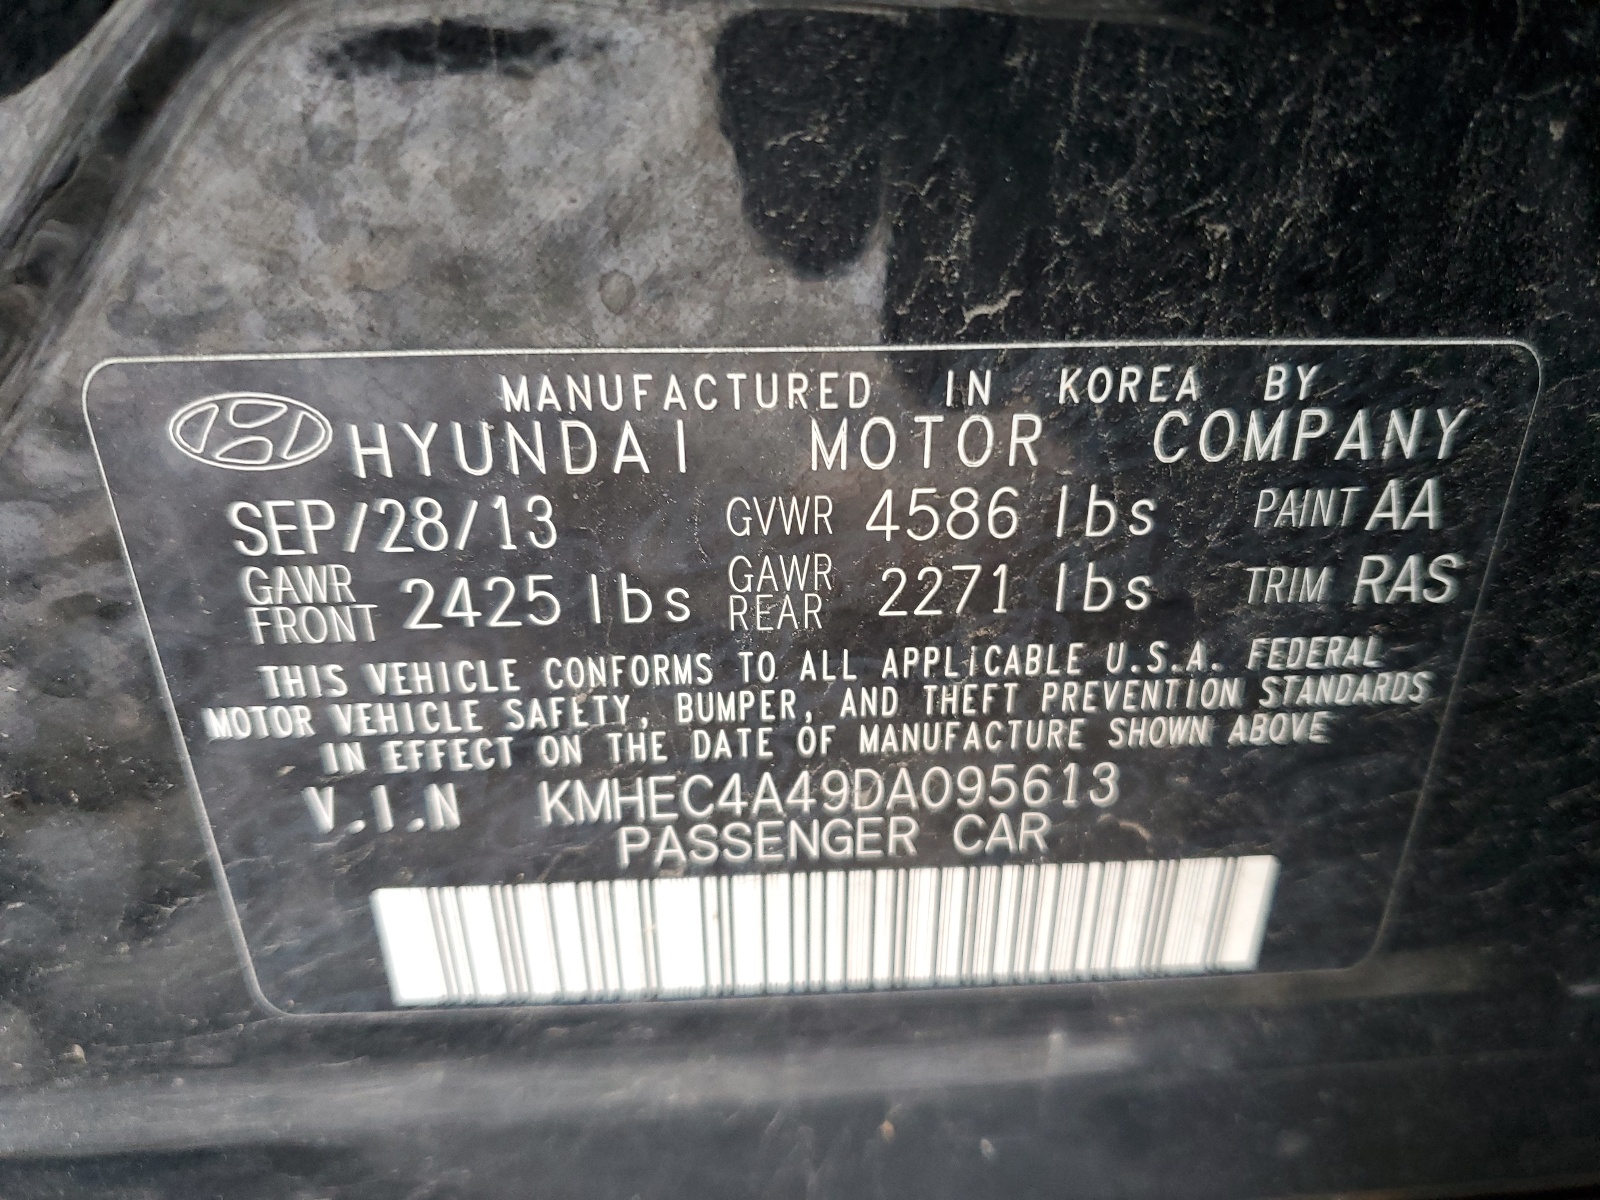 MANUFACTURED IN KOREA BY
HYUNDAI MOTOR COMPANY
SEP/28/13 GVWR 4586 lbs PAINT AA
GAWR FRONT 2425 lbs GAWR REAR 2271 lbs TRIM RAS
THIS VEHICLE CONFORMS TO ALL APPLICABLE U.S.A. FEDERAL
MOTOR VEHICLE SAFETY, BUMPER, AND THEFT PREVENTION STANDARDS
IN EFFECT ON THE DATE OF MANUFACTURE SHOWN ABOVE
V.I.N KMHEC4A49DA095613
PASSENGER CAR